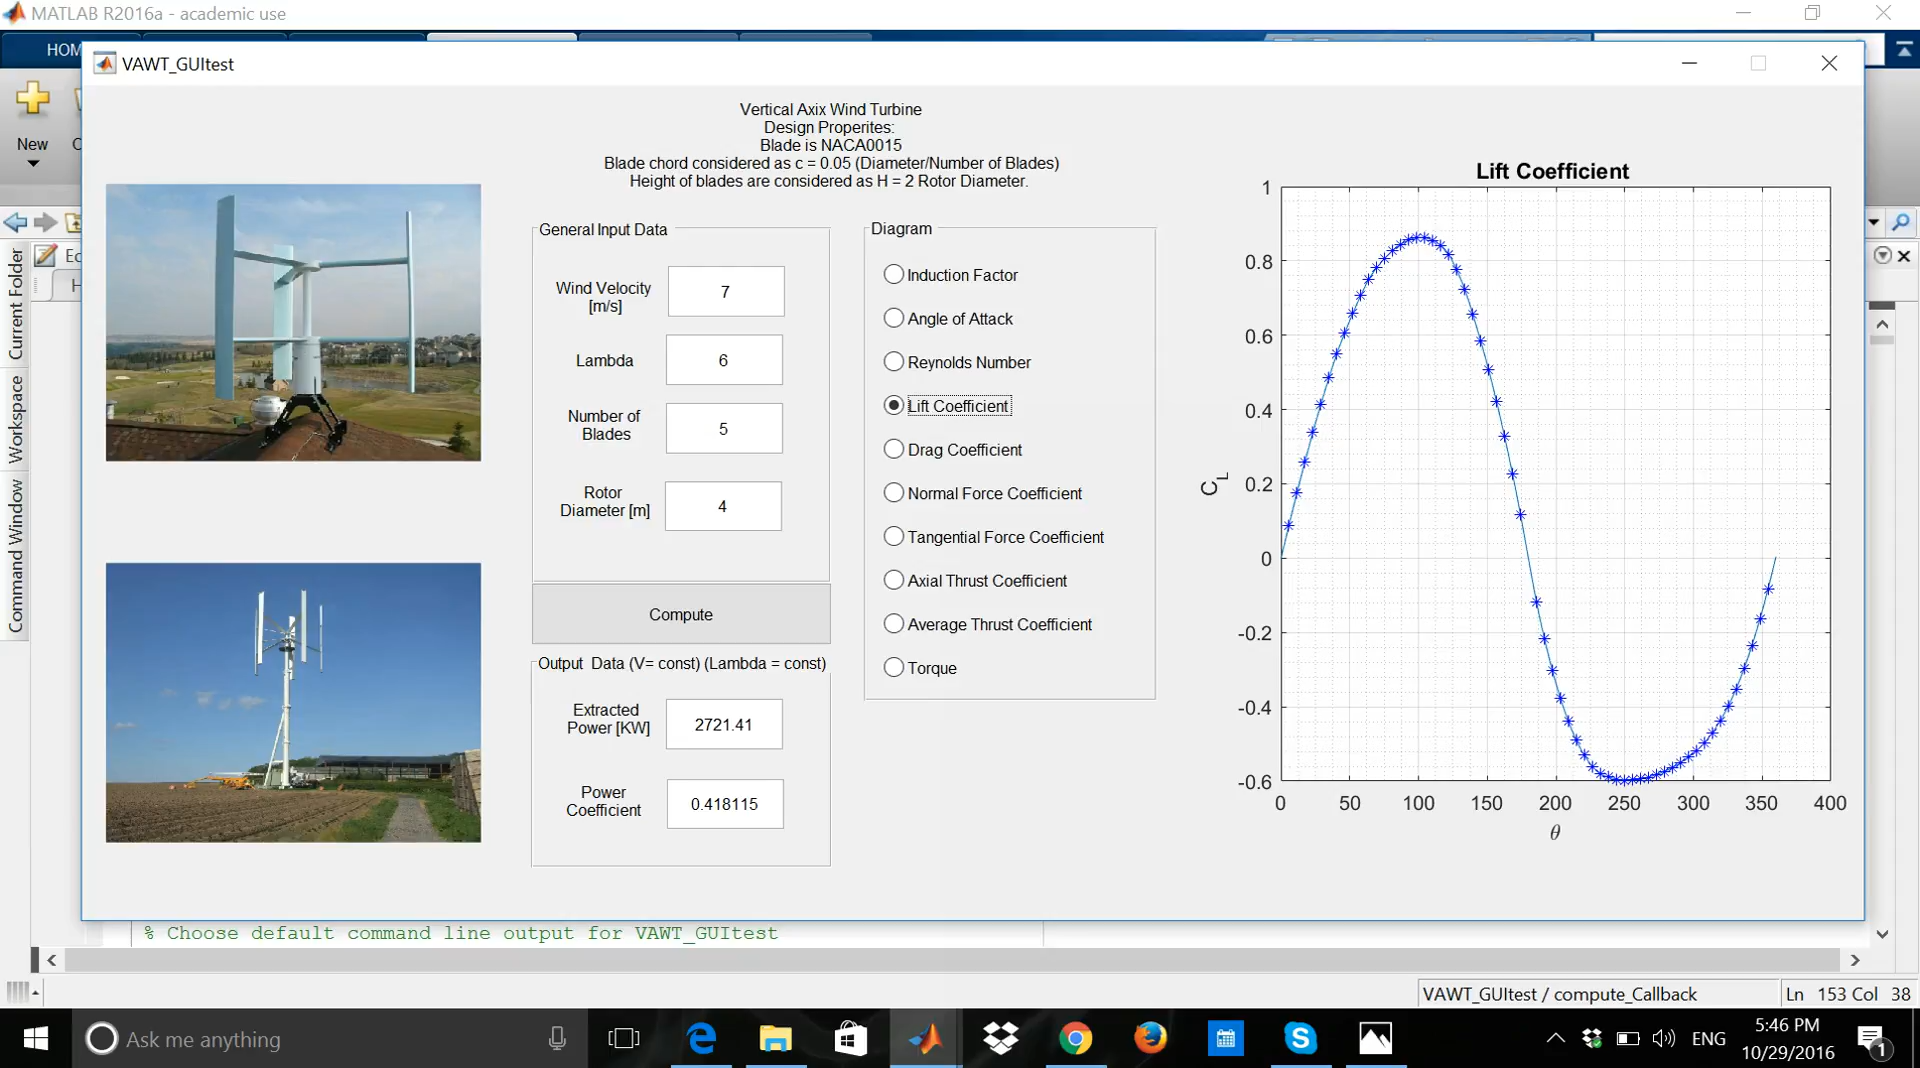 MATLAB R2016a - academic use
HOM
VAWT_GUItest
New
Vertical Axix Wind Turbine
Design Properites:
Blade is NACA0015
Blade chord considered as c = 0.05 (Diameter/Number of Blades)
Height of blades are considered as H = 2 Rotor Diameter.
Current Folder
Workspace
Command Window
General Input Data
Wind Velocity
[m/s]
7
Lambda
6
Number of
Blades
5
Rotor
Diameter [m]
4
Compute
Output Data (V= const) (Lambda = const)
Extracted
Power [KW]
2721.41
Power
Coefficient
0.418115
Diagram
Induction Factor
Angle of Attack
Reynolds Number
Lift Coefficient
Drag Coefficient
Normal Force Coefficient
Tangential Force Coefficient
Axial Thrust Coefficient
Average Thrust Coefficient
Torque
Lift Coefficient
1
0.8
0.6
0.4
0.2
0
-0.2
-0.4
-0.6
C_L
0 50 100 150 200 250 300 350 400
θ
% Choose default command line output for VAWT_GUItest
VAWT_GUItest / compute_Callback
Ln 153 Col 38
Ask me anything
ENG
5:46 PM
10/29/2016
1